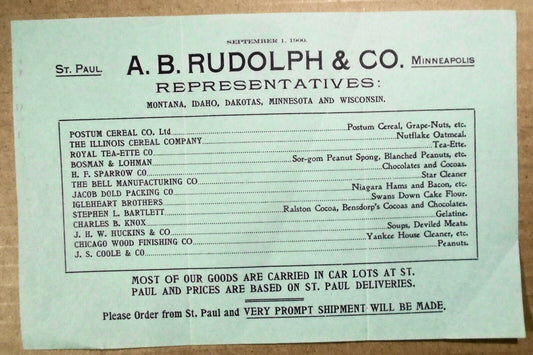 SEPTEMBER 1, 1900.
ST. PAUL. A. B. RUDOLPH & CO. MINNEAPOLIS
REPRESENTATIVES:
MONTANA, IDAHO, DAKOTAS, MINNESOTA AND WISCONSIN.
POSTUM CEREAL CO. Ltd. Postum Cereal, Grape-Nuts, etc.
THE ILLINOIS CEREAL COMPANY Nutflake Oatmeal.
ROYAL TEA-ETTE CO. Tea-Ette.
BOSMAN & LOHMAN Sor-gom Peanut Spong, Blanched Peanuts, etc.
H. F. SPARROW CO. Chocolates and Cocoas.
THE BELL MANUFACTURING CO. Star Cleaner
JACOB DOLD PACKING CO. Niagara Hams and Bacon, etc.
IGLEHEART BROTHERS Swans Down Cake Flour.
STEPHEN L. BARTLETT Ralston Cocoa, Bensdorp's Cocoas and Chocolates.
CHARLES B. KNOX Gelatine.
J. H. W. HUCKINS & CO. Soups, Deviled Meats.
CHICAGO WOOD FINISHING CO. Yankee House Cleaner, etc.
J. S. COOLE & CO. Peanuts.
MOST OF OUR GOODS ARE CARRIED IN CAR LOTS AT ST.
PAUL AND PRICES ARE BASED ON ST. PAUL DELIVERIES.
Please Order from St. Paul and VERY PROMPT SHIPMENT WILL BE MADE.